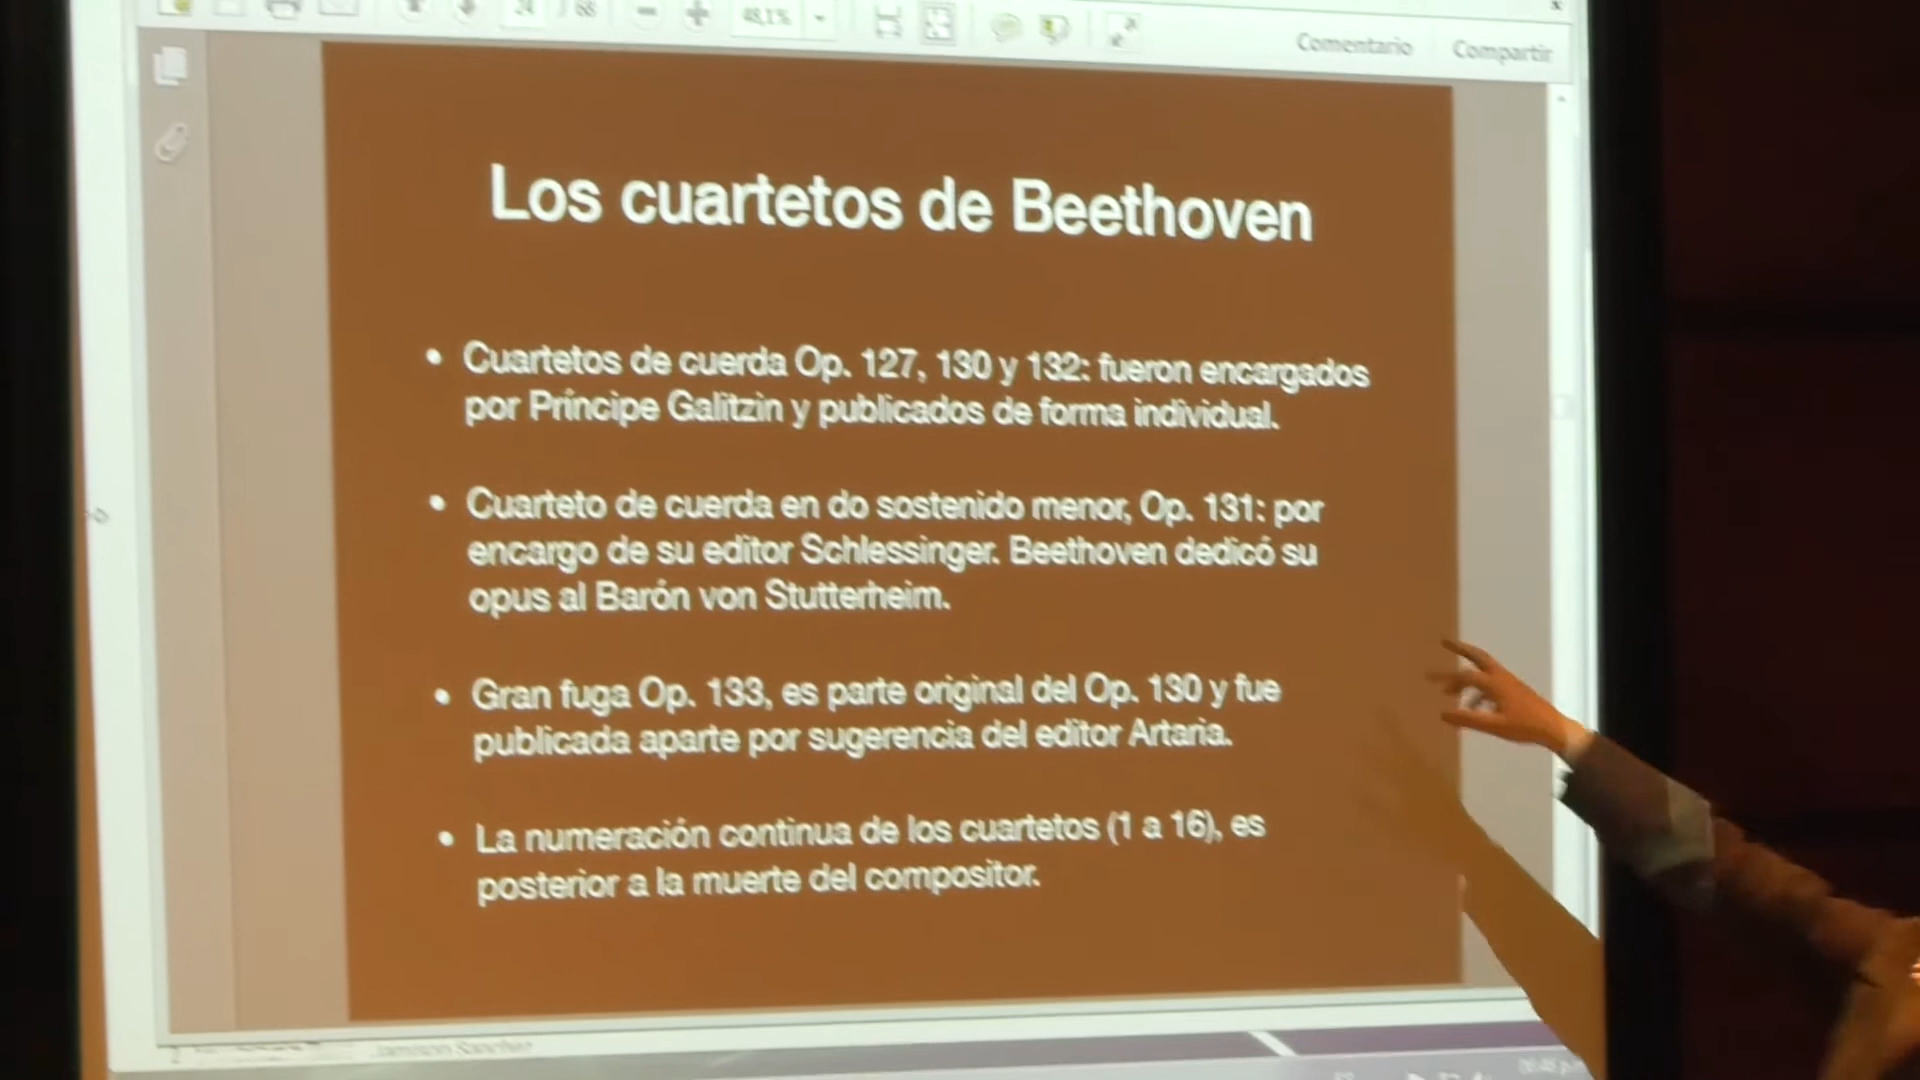 24 / 68
48,1%
Comentario
Compartir
Los cuartetos de Beethoven
• Cuartetos de cuerda Op. 127, 130 y 132: fueron encargados
por Príncipe Galitzin y publicados de forma individual.
• Cuarteto de cuerda en do sostenido menor, Op. 131: por
encargo de su editor Schlessinger. Beethoven dedicó su
opus al Barón von Stutterheim.
• Gran fuga Op. 133, es parte original del Op. 130 y fue
publicada aparte por sugerencia del editor Artaria.
• La numeración continua de los cuartetos (1 a 16), es
posterior a la muerte del compositor.